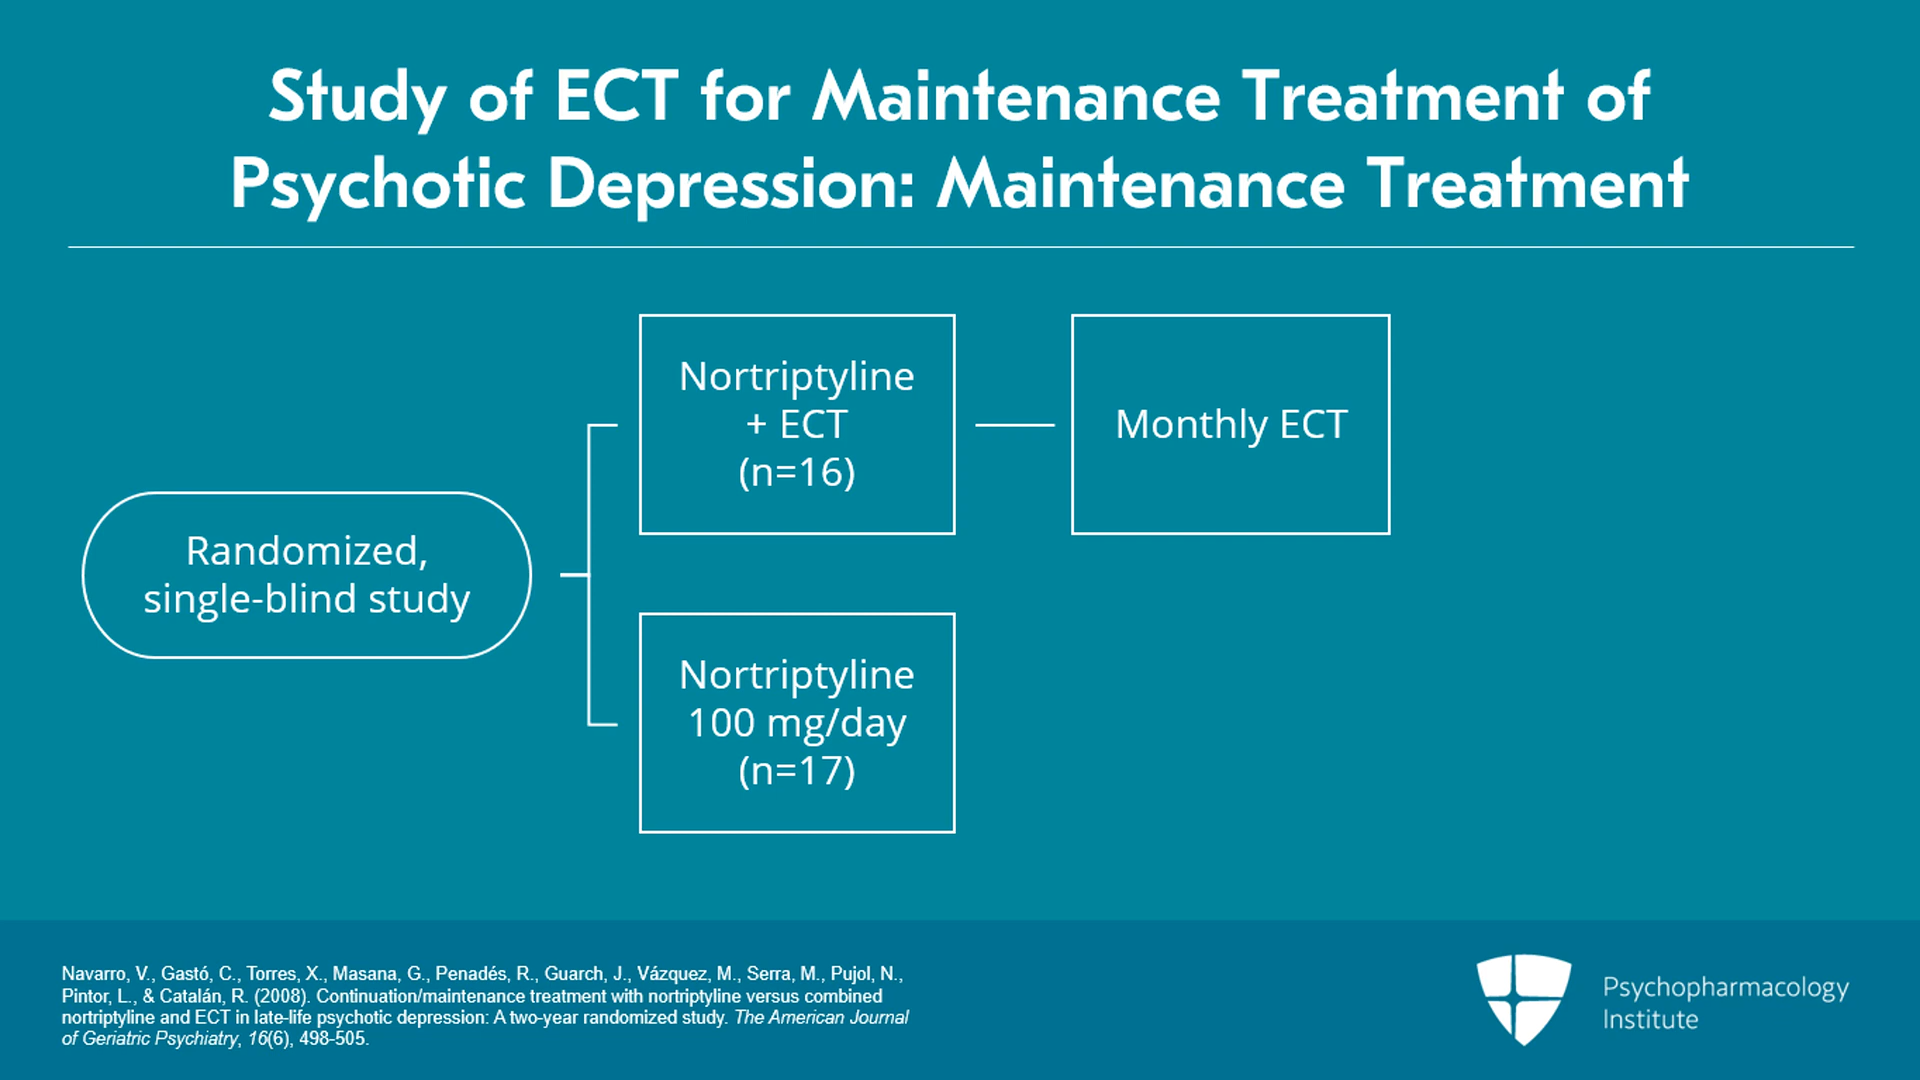 Study of ECT for Maintenance Treatment of
Psychotic Depression: Maintenance Treatment
Randomized,
single-blind study
Nortriptyline
+ ECT
(n=16)
Monthly ECT
Nortriptyline
100 mg/day
(n=17)
Navarro, V., Gastó, C., Torres, X., Masana, G., Penadés, R., Guarch, J., Vázquez, M., Serra, M., Pujol, N.,
Pintor, L., & Catalán, R. (2008). Continuation/maintenance treatment with nortriptyline versus combined
nortriptyline and ECT in late-life psychotic depression: A two-year randomized study. The American Journal
of Geriatric Psychiatry, 16(6), 498-505.
Psychopharmacology
Institute